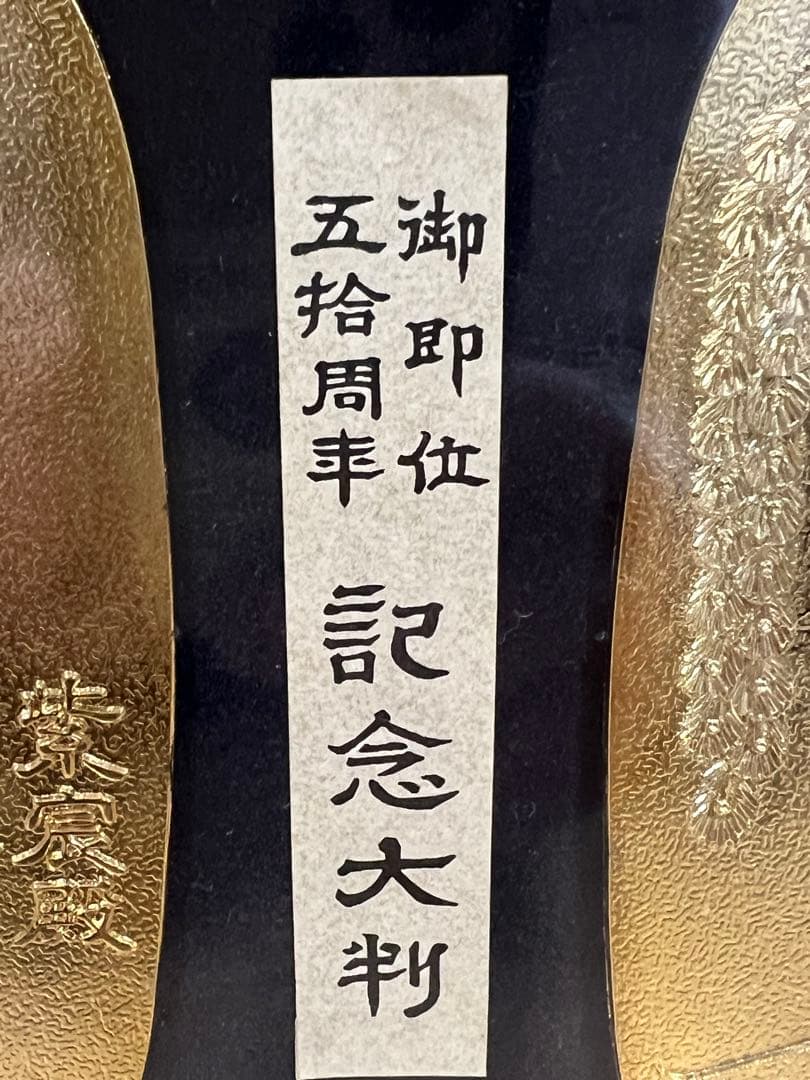 御即位
五拾周年
記念大判
紫宸殿